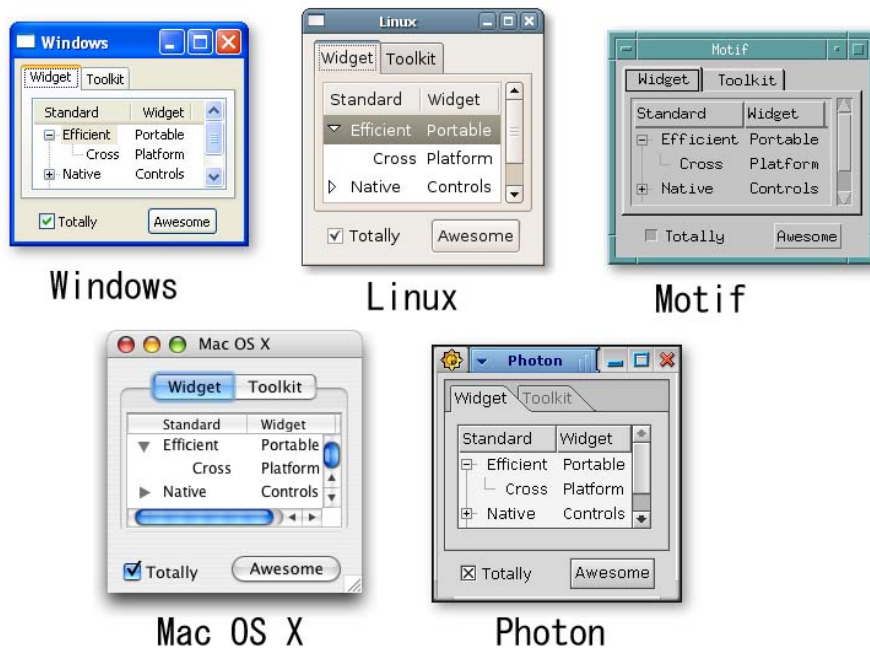 Windows
Widget Toolkit
Standard Widget
Efficient Portable
Cross Platform
Native Controls
Totally Awesome
Windows
Linux
Widget Toolkit
Standard Widget
Efficient Portable
Cross Platform
Native Controls
Totally Awesome
Linux
Motif
Widget Toolkit
Standard Widget
Efficient Portable
Cross Platform
Native Controls
Totally Awesome
Motif
Mac OS X
Widget Toolkit
Standard Widget
Efficient Portable
Cross Platform
Native Controls
Totally Awesome
Mac OS X
Photon
Widget Toolkit
Standard Widget
Efficient Portable
Cross Platform
Native Controls
Totally Awesome
Photon